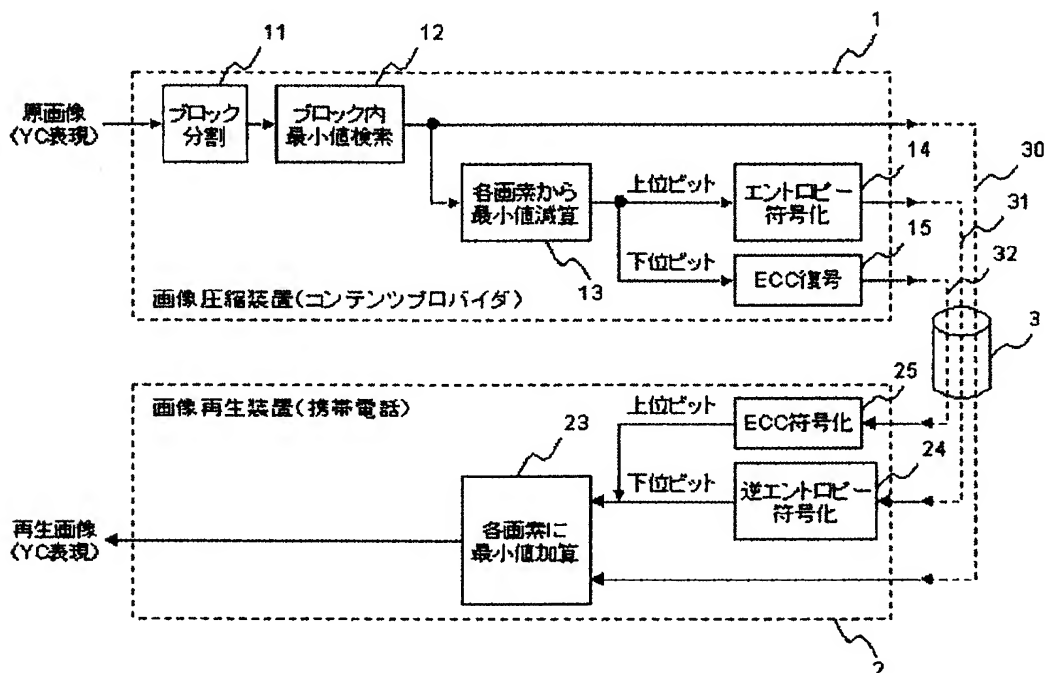 11
12
1
原画像
(YC表現)
ブロック
分割
ブロック内
最小値検索
14
30
各画素から
最小値減算
上位ビット
エントロピー
符号化
31
15
32
下位ビット
ECC復号
13
画像圧縮装置(コンテンツプロバイダ)
3
画像再生装置(携帯電話)
25
上位ビット
ECC符号化
23
24
下位ビット
逆エントロピー
符号化
再生画像
(YC表現)
各画素に
最小値加算
2